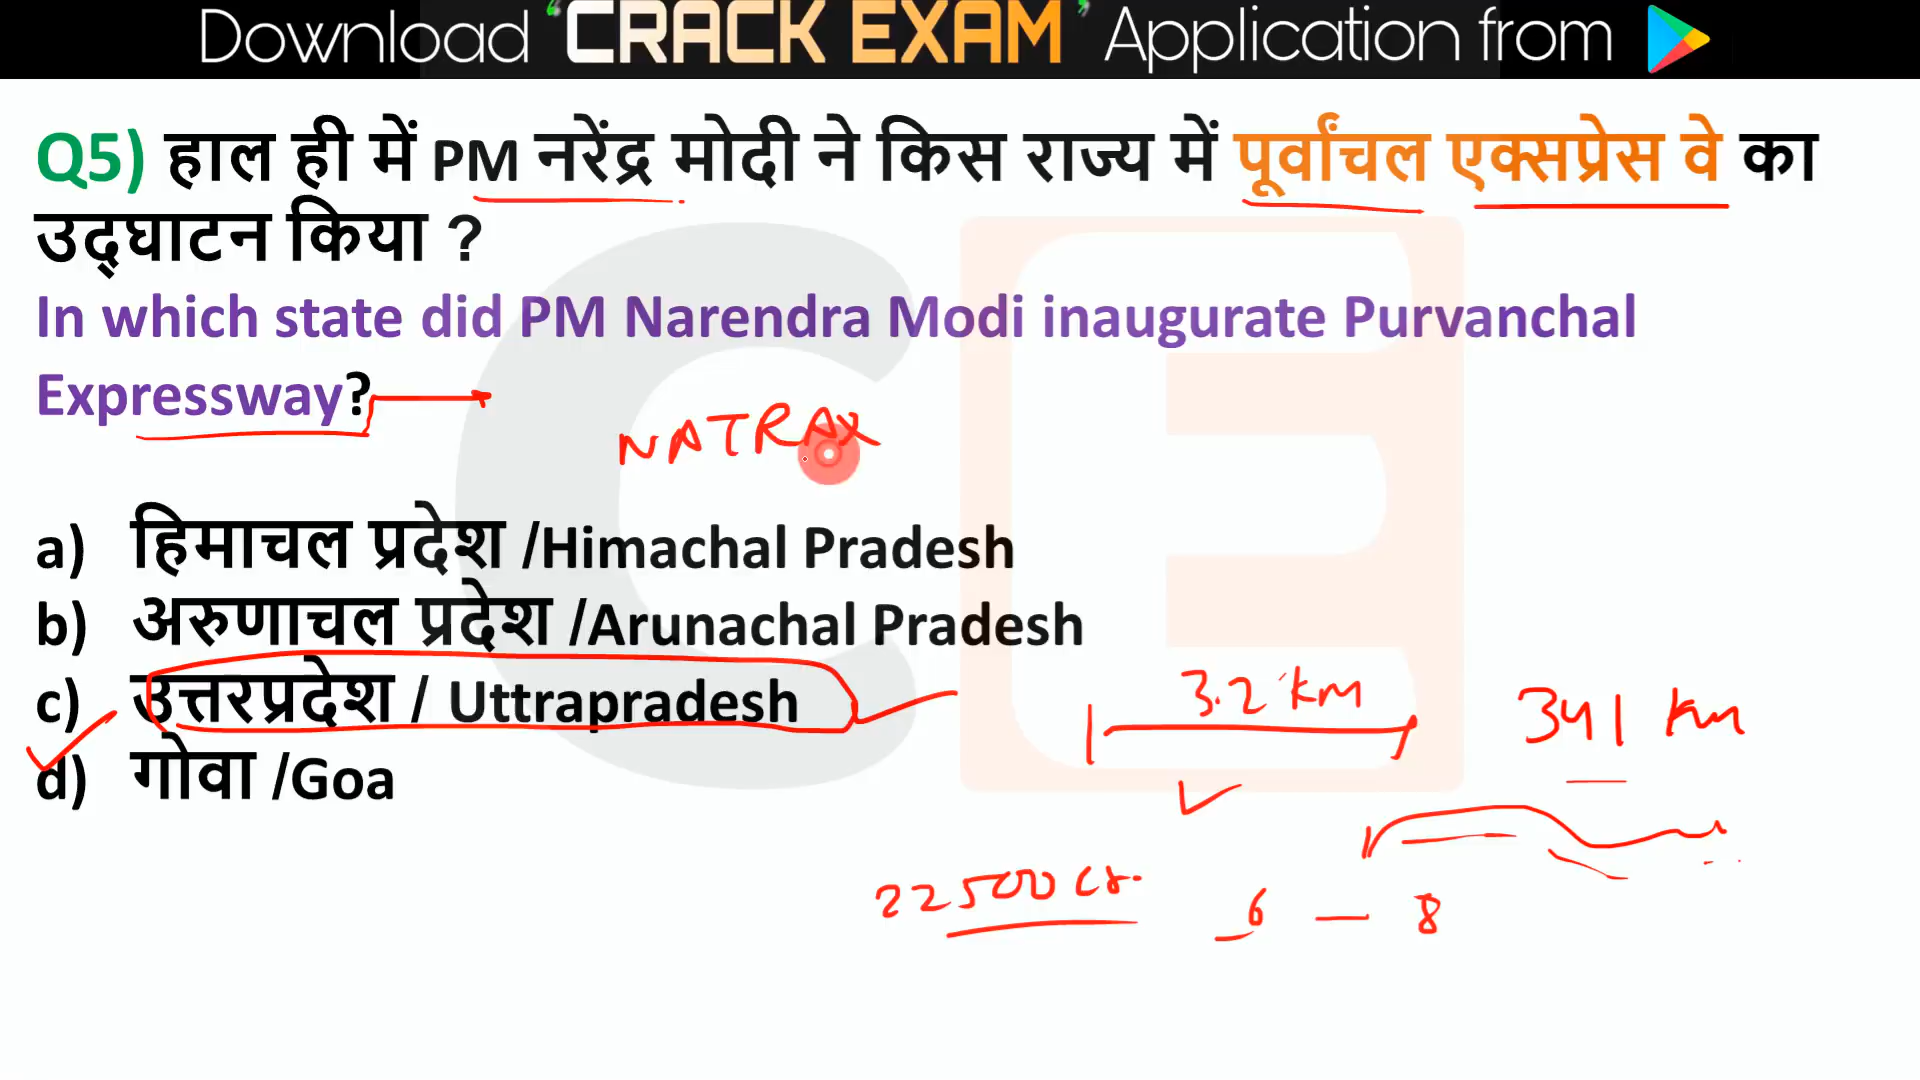 Download ‘CRACK EXAM’ Application from
Q5) हाल ही में PM नरेंद्र मोदी ने किस राज्य में पूर्वांचल एक्सप्रेस वे का
उद्घाटन किया ?
In which state did PM Narendra Modi inaugurate Purvanchal
Expressway?
NATRAX
a) हिमाचल प्रदेश /Himachal Pradesh
b) अरुणाचल प्रदेश /Arunachal Pradesh
c) उत्तरप्रदेश / Uttrapradesh
3.2 km
341 km
d) गोवा /Goa
22500 cr.
6 — 8
CE